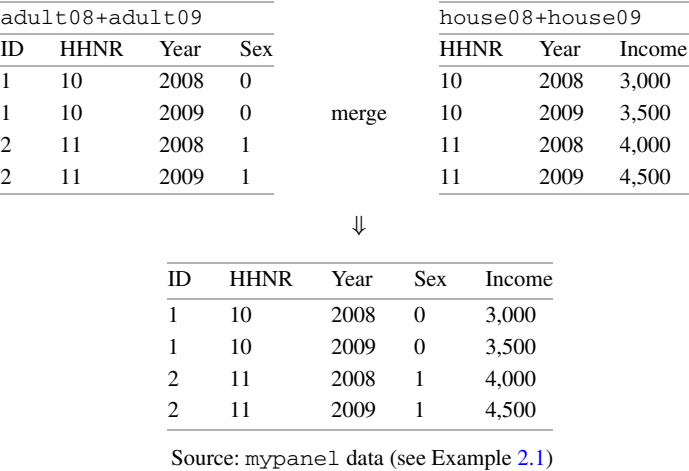 adult08+adult09 house08+house09
ID HHNR Year Sex HHNR Year Income
1 10 2008 0 10 2008 3,000
1 10 2009 0 merge 10 2009 3,500
2 11 2008 1 11 2008 4,000
2 11 2009 1 11 2009 4,500
⇓
ID HHNR Year Sex Income
1 10 2008 0 3,000
1 10 2009 0 3,500
2 11 2008 1 4,000
2 11 2009 1 4,500
Source: mypanel data (see Example 2.1)